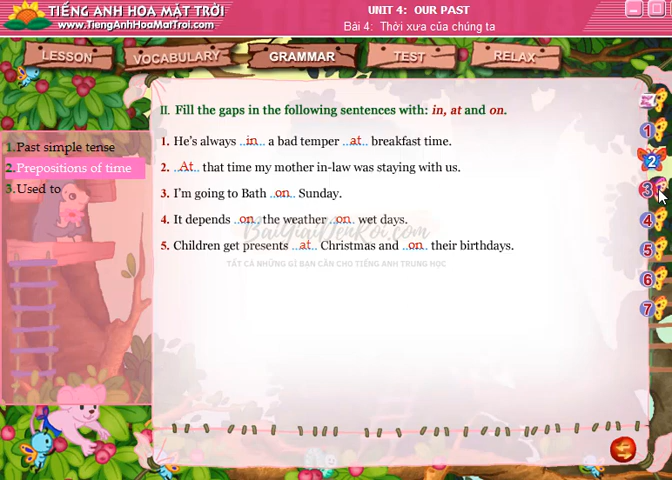 TIẾNG ANH HOA MẶT TRỜI
www.TiengAnhHoaMatTroi.com
UNIT 4: OUR PAST
Bài 4: Thời xưa của chúng ta
LESSON
VOCABULARY
GRAMMAR
TEST
RELAX
1.Past simple tense
2.Prepositions of time
3.Used to
II. Fill the gaps in the following sentences with: in, at and on.
1. He's always ..in.. a bad temper ..at.. breakfast time.
2. ..At.. that time my mother in-law was staying with us.
3. I'm going to Bath ..on.. Sunday.
4. It depends ..on.. the weather ..on.. wet days.
5. Children get presents ..at.. Christmas and ..on.. their birthdays.
BaiGiaiDenRoi.com
TẤT CẢ NHỮNG GÌ BẠN CẦN CHO TIẾNG ANH TRUNG HỌC
1
2
3
4
5
6
7